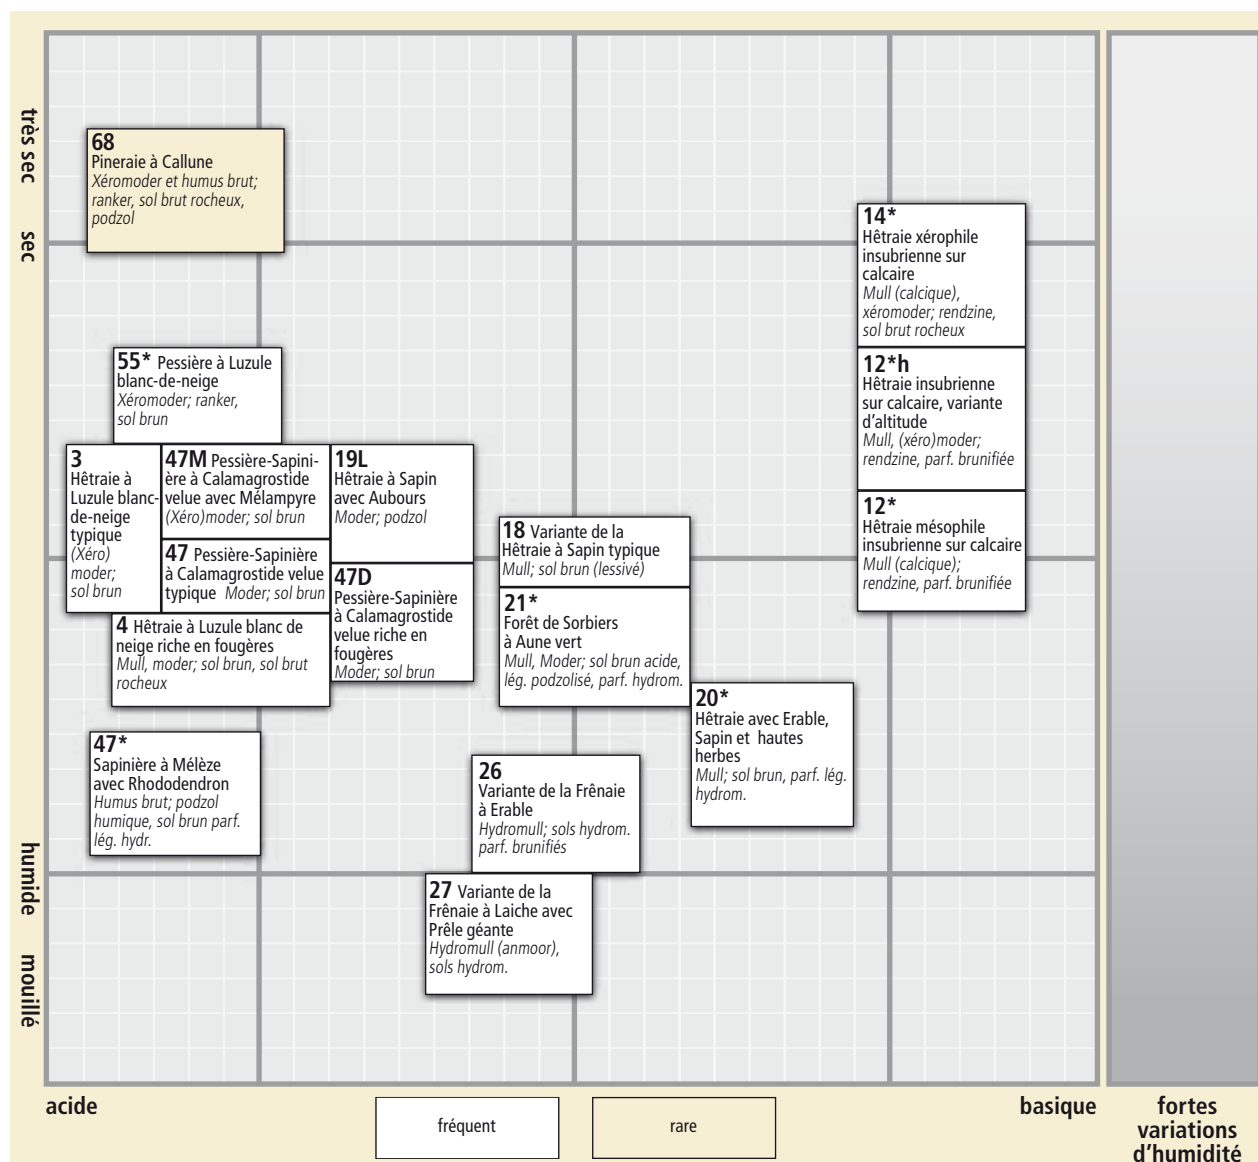 très sec
sec
humide
mouillé
68
Pineraie à Callune
Xéromoder et humus brut;
ranker, sol brut rocheux,
podzol
14*
Hêtraie xérophile
insubrienne sur
calcaire
Mull (calcique),
xéromoder; rendzine,
sol brut rocheux
55* Pessière à Luzule
blanc-de-neige
Xéromoder; ranker,
sol brun
12*h
Hêtraie insubrienne
sur calcaire, variante
d'altitude
Mull, (xéro)moder;
rendzine, parf. brunifiée
3
Hêtraie à
Luzule blanc-
de-neige
typique
(Xéro)
moder;
sol brun
47M Pessière-Sapini-
ère à Calamagrostide
velue avec Mélampyre
(Xéro)moder; sol brun
19L
Hêtraie à Sapin
avec Aubours
Moder; podzol
12*
Hêtraie mésophile
insubrienne sur calcaire
Mull (calcique);
rendzine, parf. brunifiée
18 Variante de la
Hêtraie à Sapin typique
Mull; sol brun (lessivé)
47 Pessière-Sapinière
à Calamagrostide velue
typique Moder; sol brun
47D
Pessière-Sapinière
à Calamagrostide
velue riche en
fougères
Moder; sol brun
21*
Forêt de Sorbiers
à Aune vert
Mull, Moder; sol brun acide,
lég. podzolisé, parf. hydrom.
4 Hêtraie à Luzule blanc de
neige riche en fougères
Mull, moder; sol brun, sol brut
rocheux
20*
Hêtraie avec Erable,
Sapin et hautes
herbes
Mull; sol brun, parf. lég.
hydrom.
47*
Sapinière à Mélèze
avec Rhododendron
Humus brut; podzol
humique, sol brun parf.
lég. hydr.
26
Variante de la Frênaie
à Erable
Hydromull; sols hydrom.
parf. brunifiés
27 Variante de la
Frênaie à Laiche avec
Prêle géante
Hydromull (anmoor),
sols hydrom.
acide
basique
fortes
variations
d'humidité
fréquent
rare